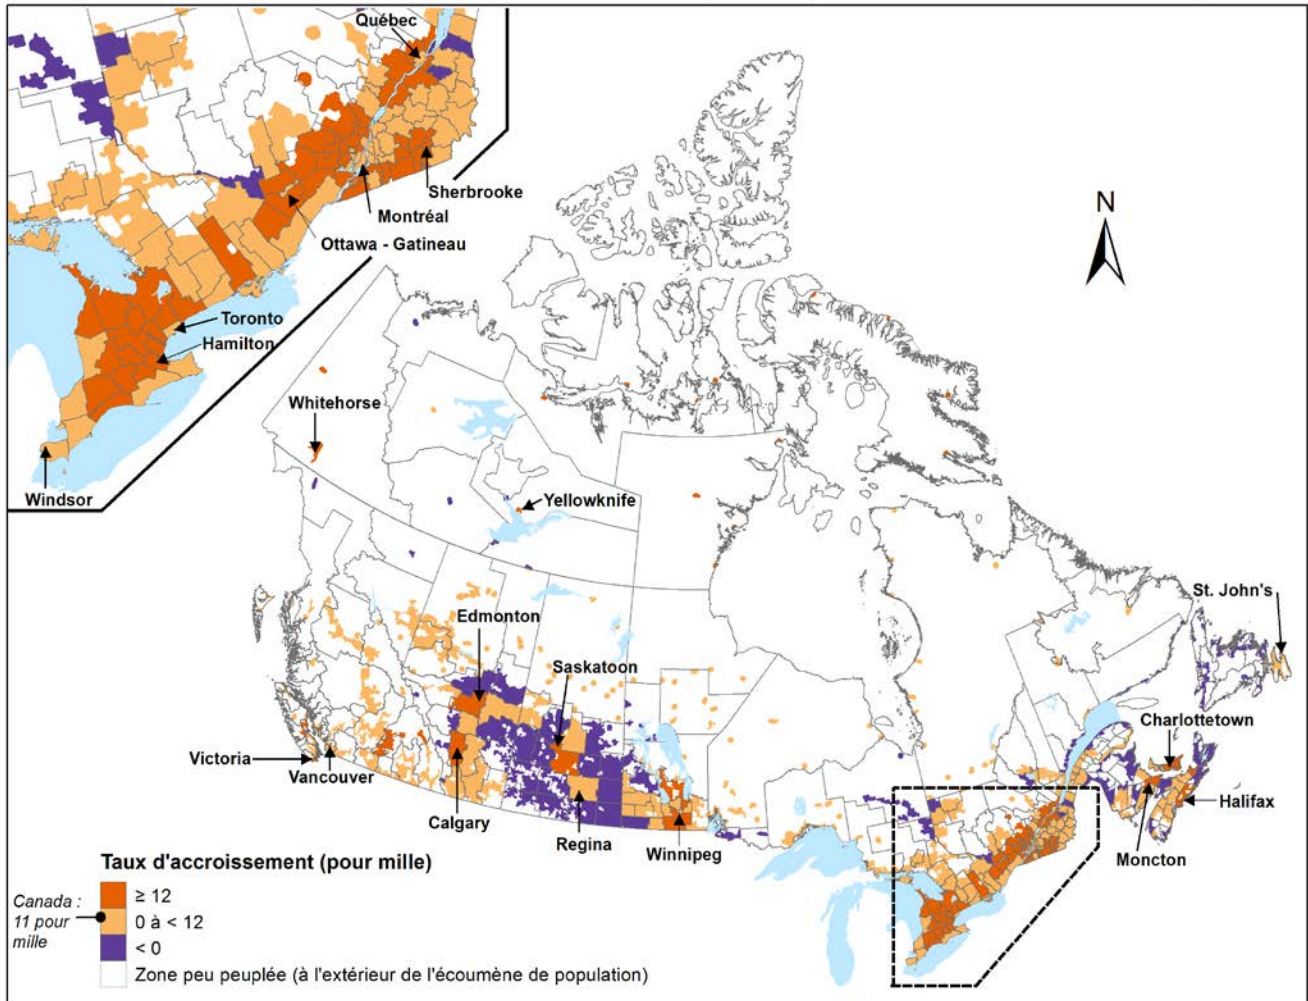 Québec
Sherbrooke
Montréal
Ottawa - Gatineau
Toronto
Hamilton
Windsor
N
Whitehorse
Yellowknife
Edmonton
Saskatoon
St. John's
Charlottetown
Victoria
Vancouver
Calgary
Regina
Winnipeg
Halifax
Moncton
Taux d'accroissement (pour mille)
Canada :
11 pour
mille
≥ 12
0 à < 12
< 0
Zone peu peuplée (à l'extérieur de l'écoumène de population)